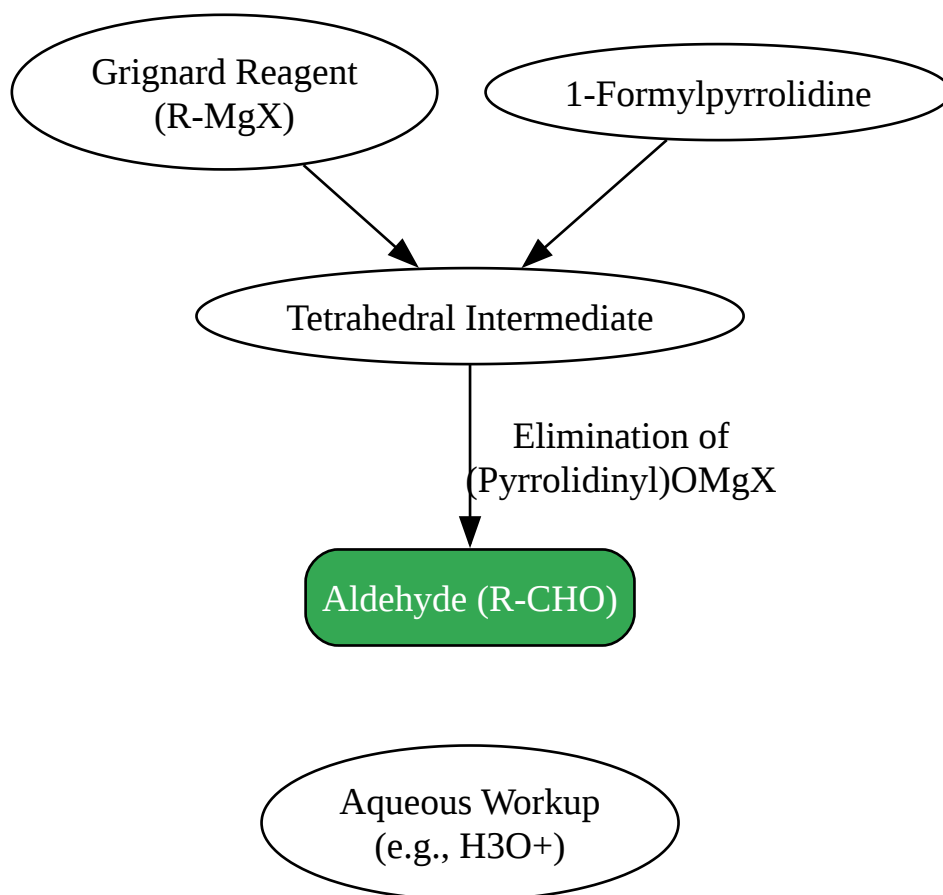 Grignard Reagent
(R-MgX)
1-Formylpyrrolidine
Tetrahedral Intermediate
Elimination of
(Pyrrolidinyl)OMgX
Aldehyde (R-CHO)
Aqueous Workup
(e.g., H3O+)